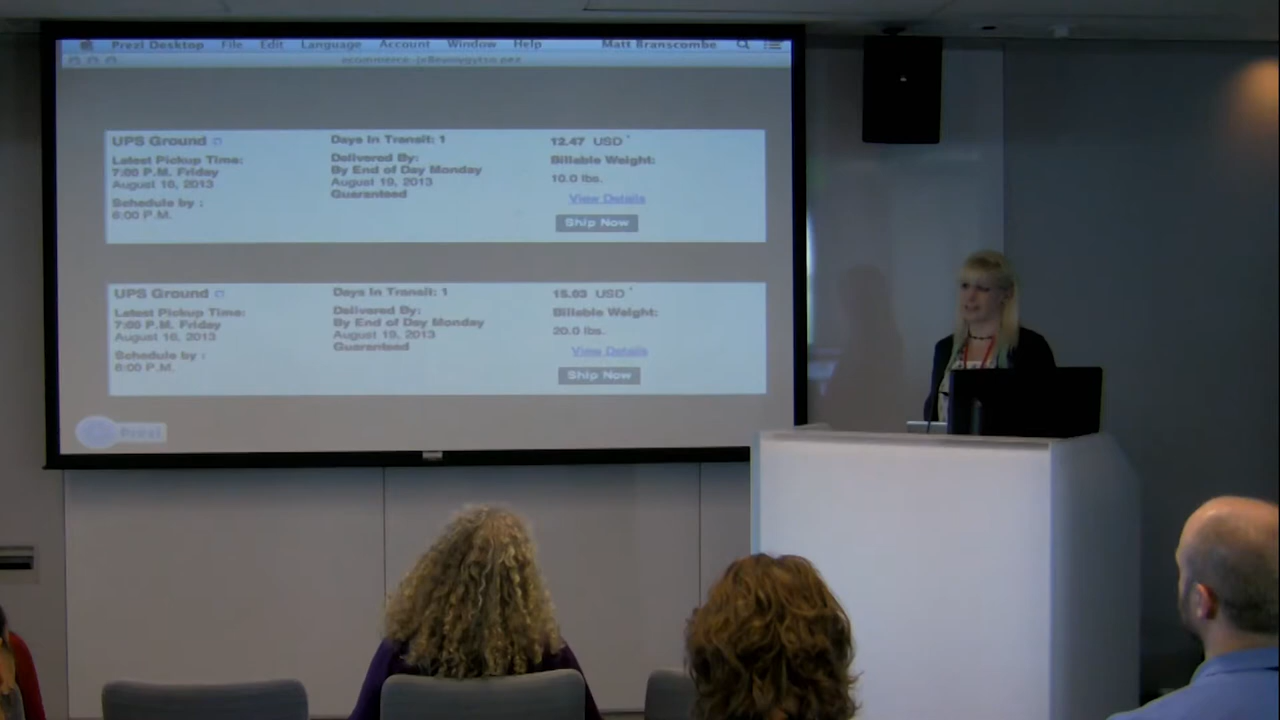 Prezi Desktop File Edit Language Account Window Help Matt Branscombe
UPS Ground
Days In Transit: 1
12.47 USD *
Latest Pickup Time:
7:00 P.M. Friday
August 16, 2013
Schedule by :
6:00 P.M.
Delivered By:
By End of Day Monday
August 19, 2013
Guaranteed
Billable Weight:
10.0 lbs.
View Details
Ship Now
UPS Ground
Days In Transit: 1
15.03 USD *
Latest Pickup Time:
7:00 P.M. Friday
August 16, 2013
Schedule by :
6:00 P.M.
Delivered By:
By End of Day Monday
August 19, 2013
Guaranteed
Billable Weight:
20.0 lbs.
View Details
Ship Now
Prezi